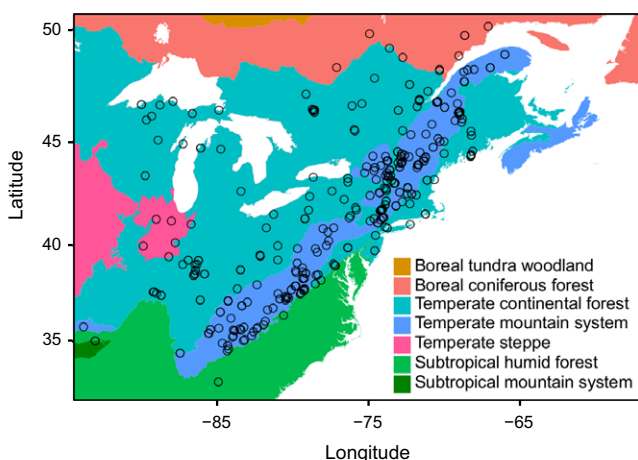 50
45
40
35
Latitude
Boreal tundra woodland
Boreal coniferous forest
Temperate continental forest
Temperate mountain system
Temperate steppe
Subtropical humid forest
Subtropical mountain system
−85
−75
−65
Longitude